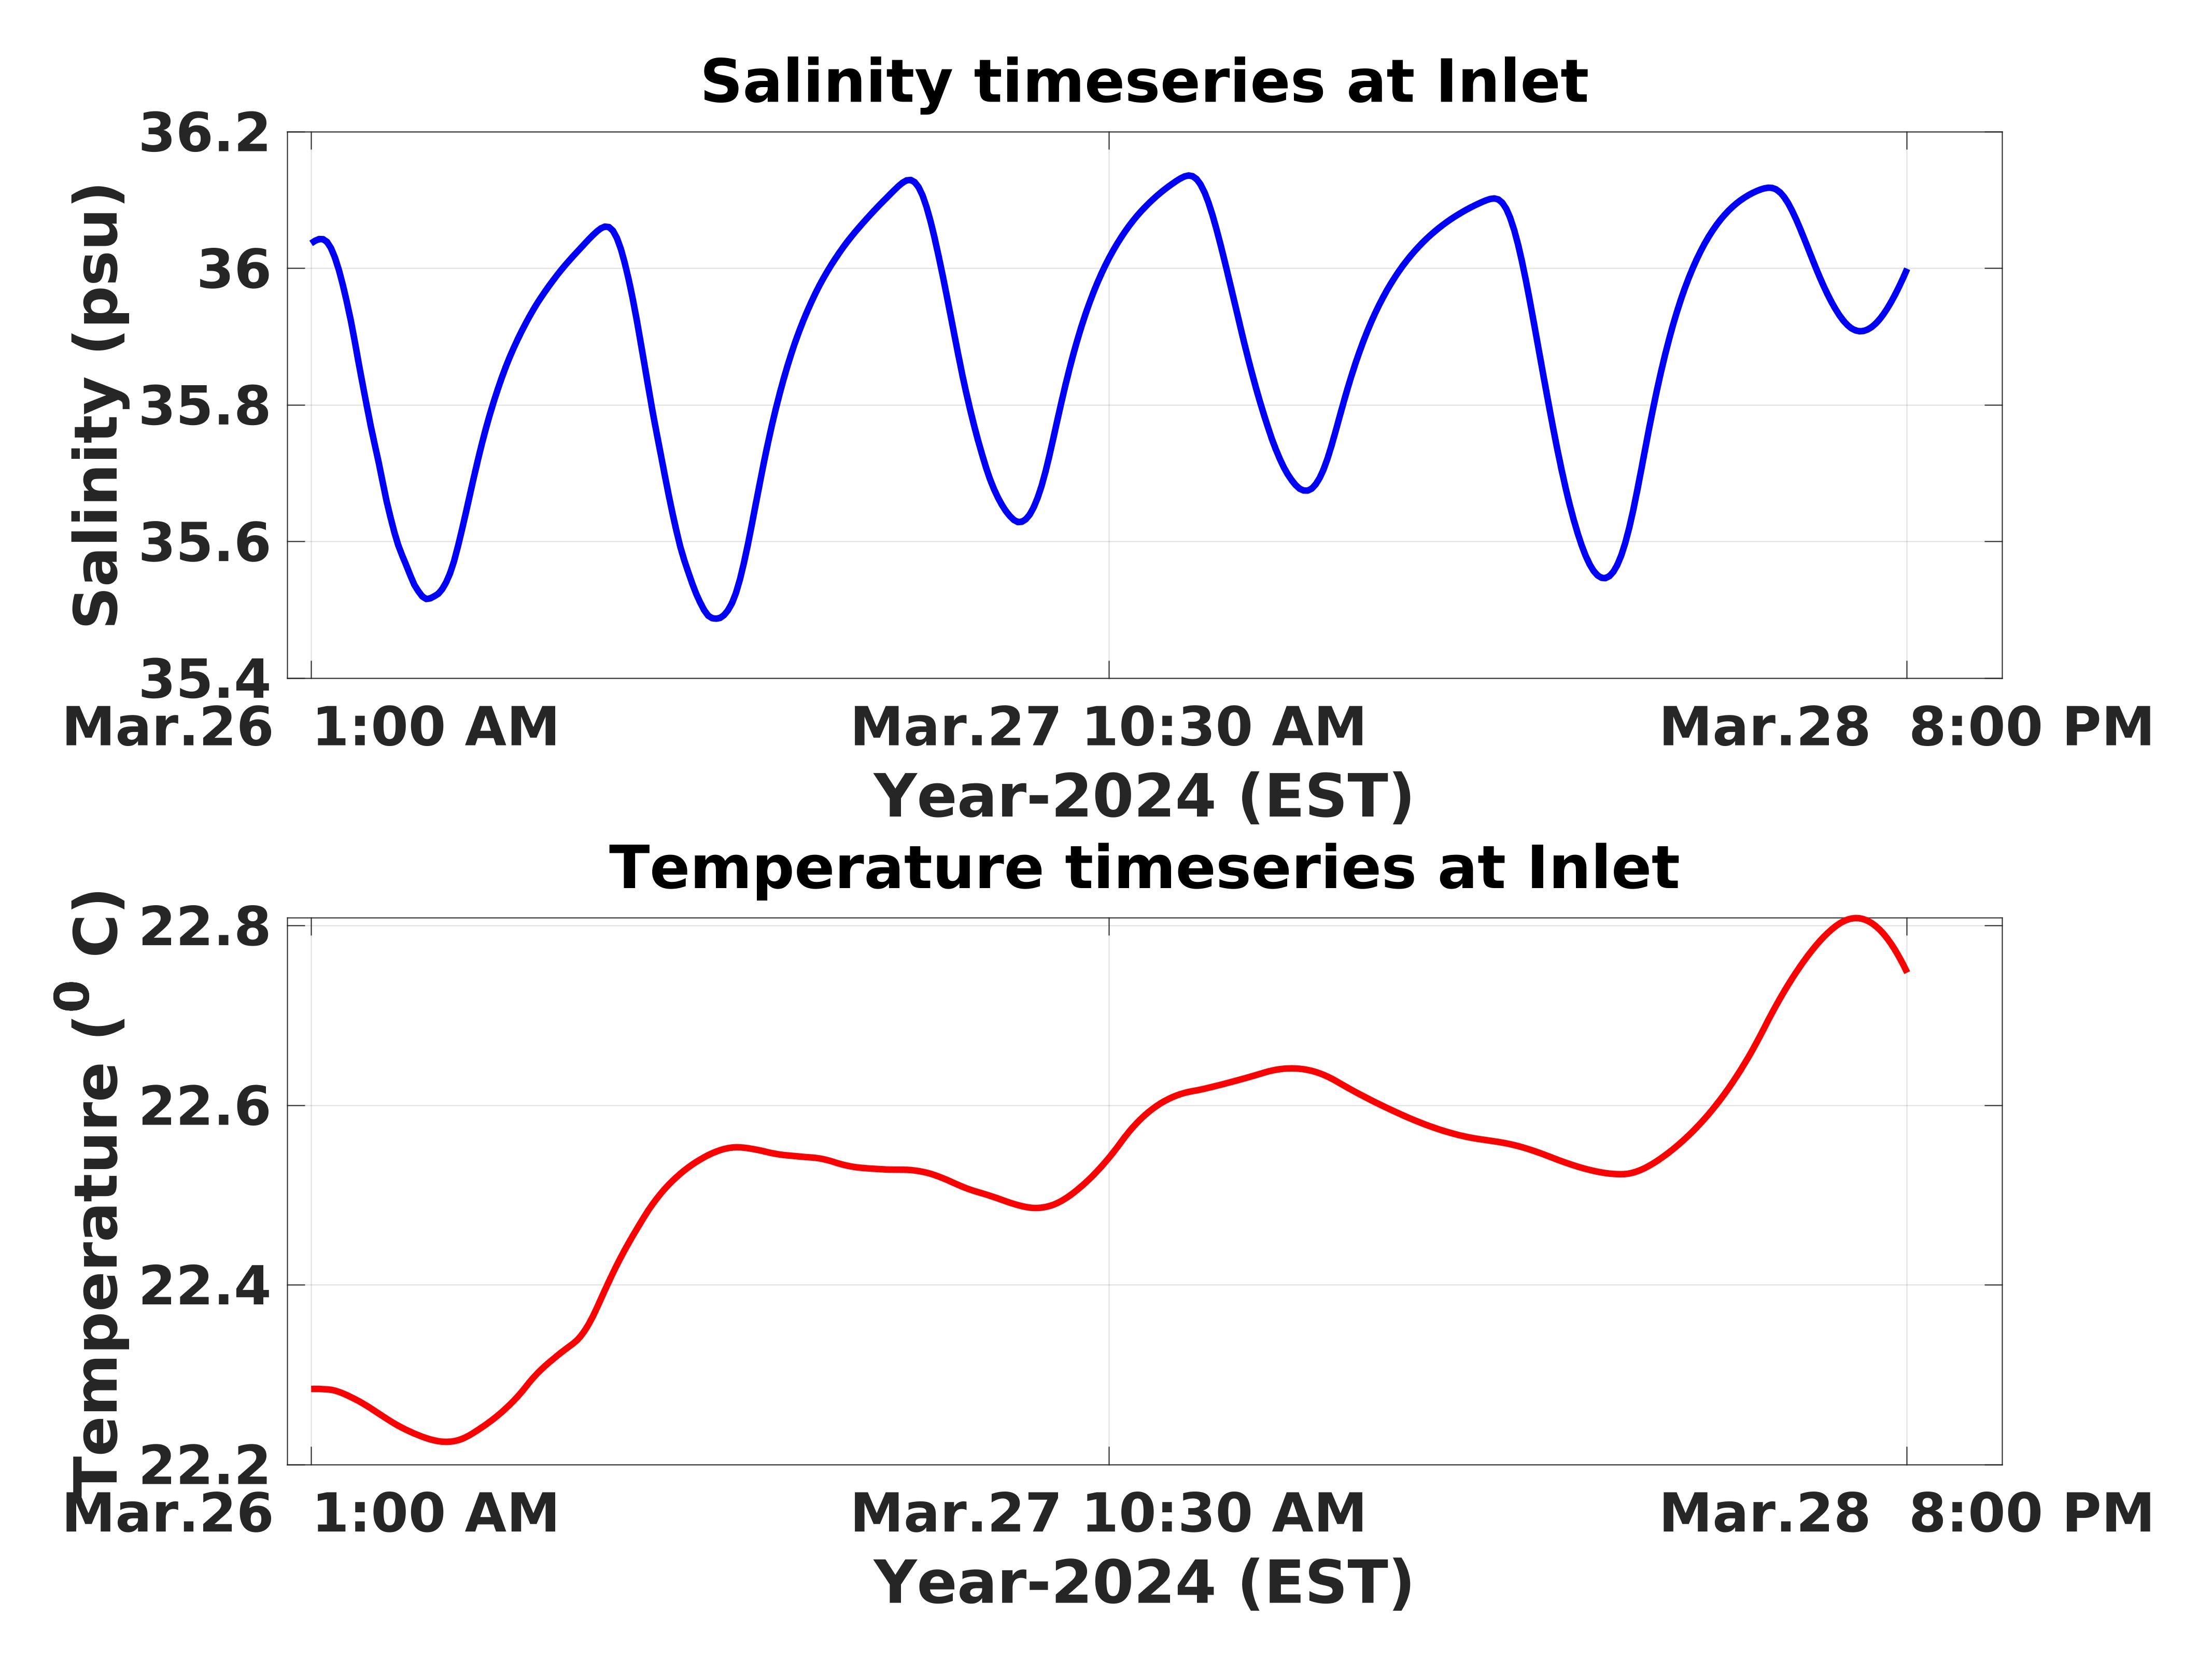 Salinity timeseries at Inlet
Salinity (psu)
36.2
36
35.8
35.6
35.4
Mar.26  1:00 AM
Mar.27 10:30 AM
Mar.28  8:00 PM
Year-2024 (EST)
Temperature timeseries at Inlet
Temperature (⁰ C)
22.8
22.6
22.4
22.2
Mar.26  1:00 AM
Mar.27 10:30 AM
Mar.28  8:00 PM
Year-2024 (EST)